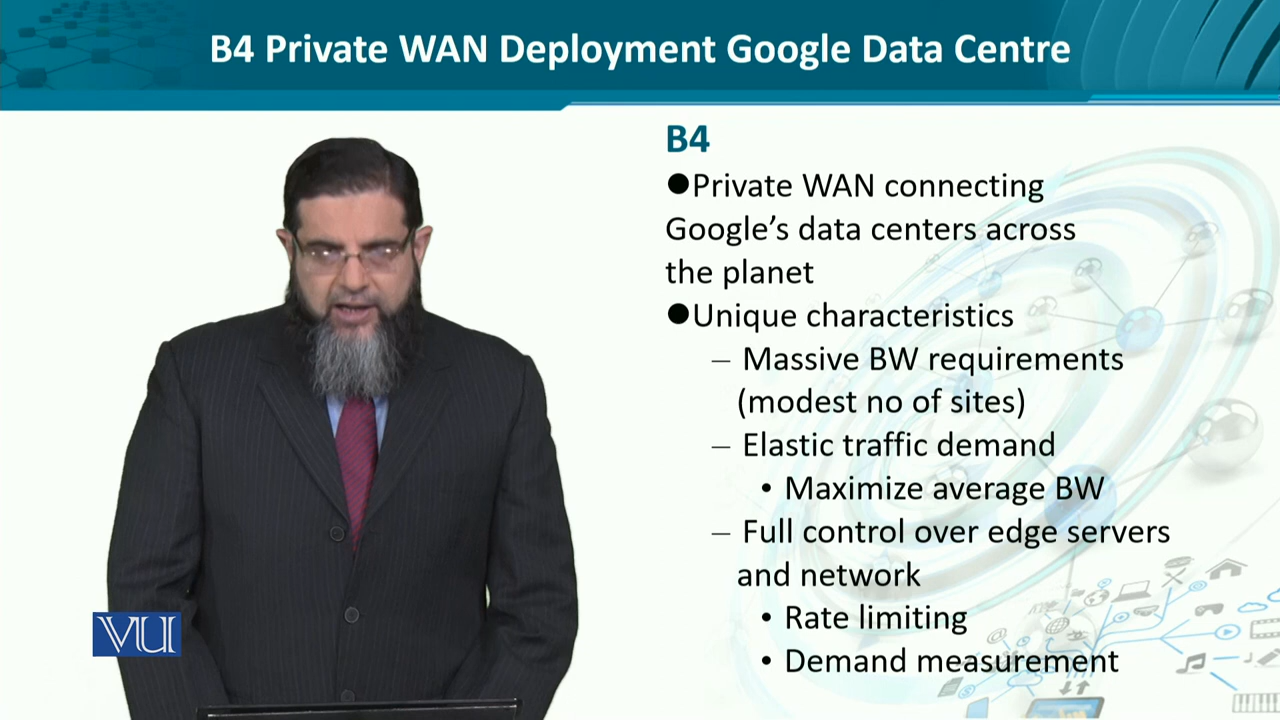 B4 Private WAN Deployment Google Data Centre
B4
●Private WAN connecting
Google’s data centers across
the planet
●Unique characteristics
– Massive BW requirements
(modest no of sites)
– Elastic traffic demand
• Maximize average BW
– Full control over edge servers
and network
• Rate limiting
• Demand measurement
VU